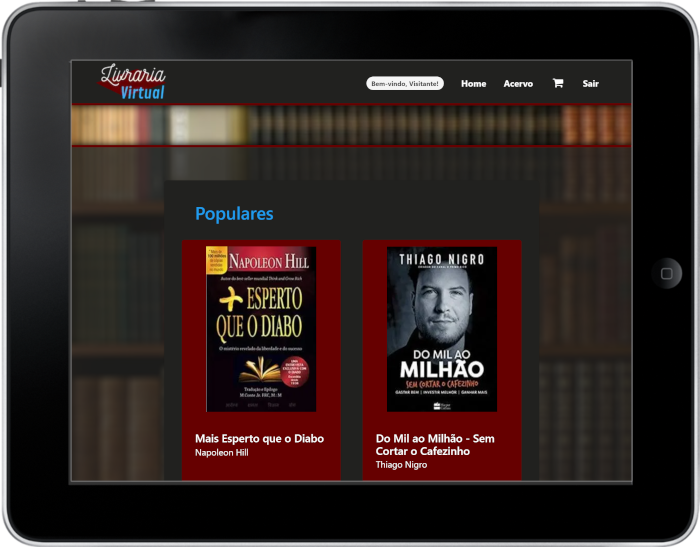 Livraria
Virtual
Bem-vindo, Visitante!
Home
Acervo
Sair
Populares
NAPOLEON HILL
Autor do best-seller mundial Think and Grow Rich
+ ESPERTO
QUE O DIABO
O mistério revelado da liberdade e do sucesso
Tradução e Epílogo
Mais Esperto que o Diabo
Napoleon Hill
THIAGO NIGRO
DO MIL AO
MILHÃO
SEM CORTAR O CAFEZINHO
GASTAR BEM | INVESTIR MELHOR | GANHAR MAIS
Do Mil ao Milhão - Sem
Cortar o Cafezinho
Thiago Nigro